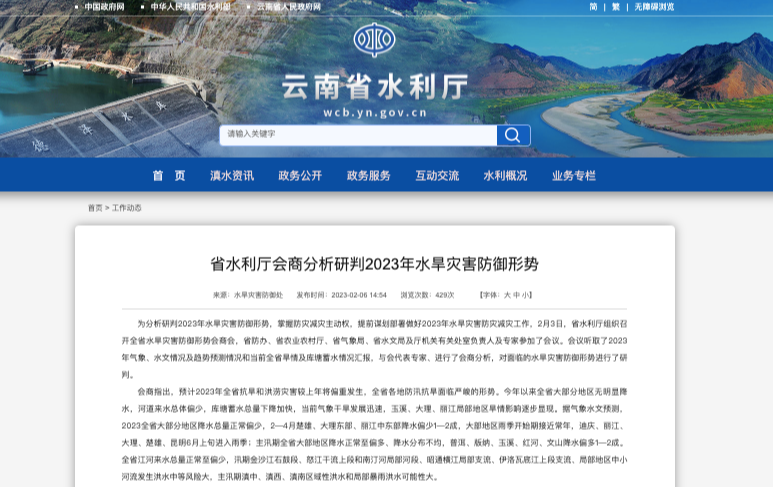 中国政府网 中华人民共和国水利部 云南省人民政府网 简 | 繁 | 无障碍浏览
云南省水利厅
wcb.yn.gov.cn
请输入关键字
德泽水库
首 页 滇水资讯 政务公开 政务服务 互动交流 水利概况 业务专栏
首页 > 工作动态
省水利厅会商分析研判2023年水旱灾害防御形势
来源：水旱灾害防御处 发布时间：2023-02-06 14:54 浏览次数：429次 【字体：大 中 小】
为分析研判2023年水旱灾害防御形势，掌握防灾减灾主动权，提前谋划部署做好2023年水旱灾害防灾减灾工作，2月3日，省水利厅组织召
开全省水旱灾害防御形势会商会，省防办、省农业农村厅、省气象局、省水文局及厅机关有关处室负责人及专家参加了会议。会议听取了2023
年气象、水文情况及趋势预测情况和当前全省旱情及库塘蓄水情况汇报，与会代表专家、进行了会商分析，对面临的水旱灾害防御形势进行了研
判。
会商指出，预计2023年全省抗旱和洪涝灾害较上年将偏重发生，全省各地防汛抗旱面临严峻的形势。今年以来全省大部分地区无明显降
水，河道来水总体偏少，库塘蓄水总量下降加快，当前气象干旱发展迅速，玉溪、大理、丽江局部地区旱情影响逐步显现。据气象水文预测，
2023全省大部分地区降水总量正常偏少，2—4月楚雄、大理东部、丽江中东部降水偏少1—2成，大部地区雨季开始期接近常年，迪庆、丽江、
大理、楚雄、昆明6月上旬进入雨季；主汛期全省大部地区降水正常至偏多、降水分布不均，普洱、版纳、玉溪、红河、文山降水偏多1—2成。
全省江河来水总量正常至偏少，汛期金沙江石鼓段、怒江干流上段和南汀河局部河段、昭通横江局部支流、伊洛瓦底江上段支流、局部地区中小
河流发生洪水中等风险大，主汛期滇中、滇西、滇南区域性洪水和局部暴雨洪水可能性大。